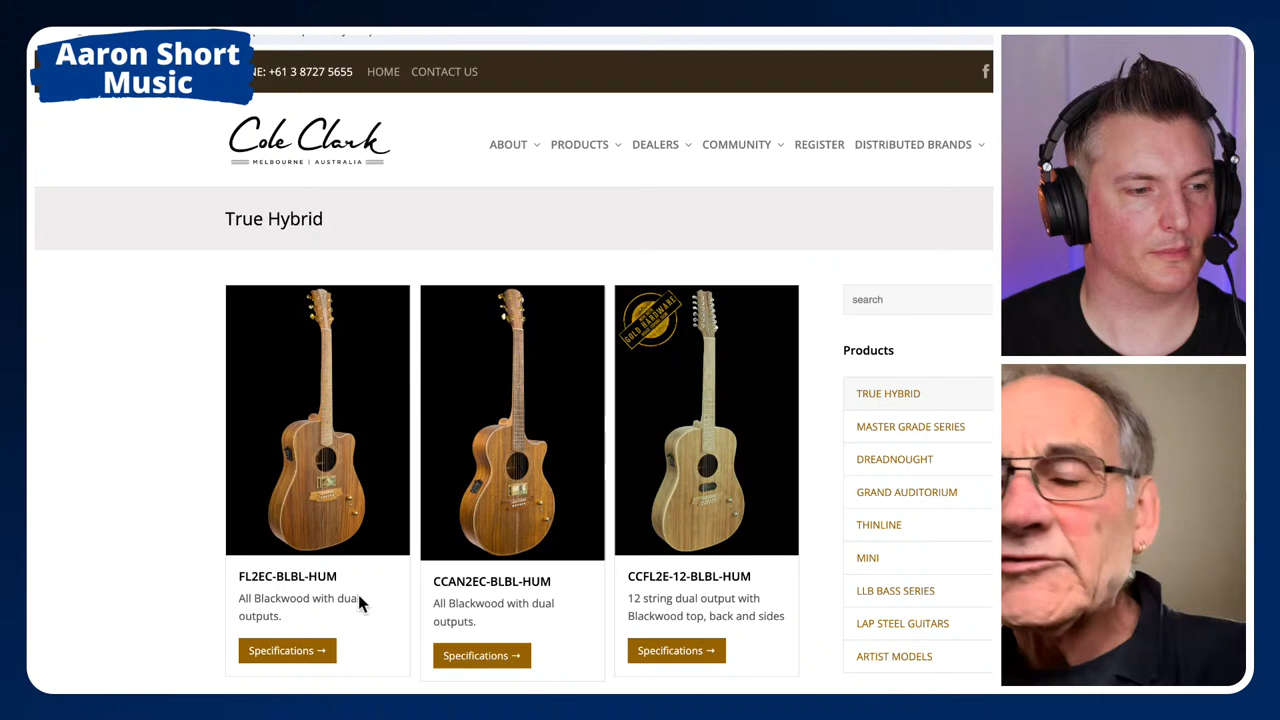 Aaron Short
Music
NE: +61 3 8727 5655 HOME CONTACT US
Cole Clark
MELBOURNE | AUSTRALIA
ABOUT PRODUCTS DEALERS COMMUNITY REGISTER DISTRIBUTED BRANDS
True Hybrid
search
GOLD HARDWARE
Products
TRUE HYBRID
MASTER GRADE SERIES
DREADNOUGHT
GRAND AUDITORIUM
THINLINE
MINI
LLB BASS SERIES
LAP STEEL GUITARS
ARTIST MODELS
FL2EC-BLBL-HUM
All Blackwood with dual
outputs.
Specifications →
CCAN2EC-BLBL-HUM
All Blackwood with dual
outputs.
Specifications →
CCFL2E-12-BLBL-HUM
12 string dual output with
Blackwood top, back and sides
Specifications →